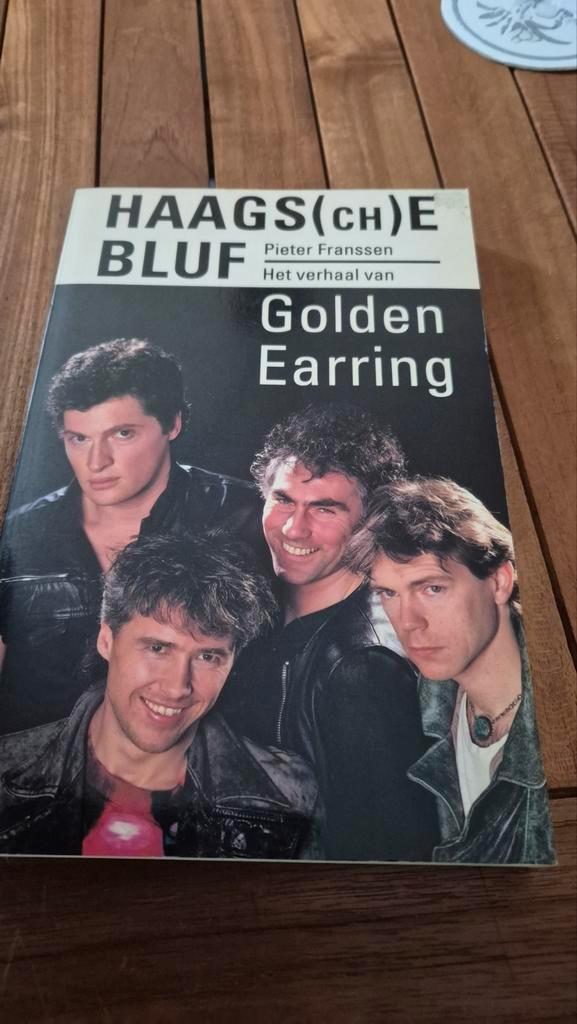 HAAGS(CH)E
BLUF
Pieter Franssen
Het verhaal van
Golden
Earring